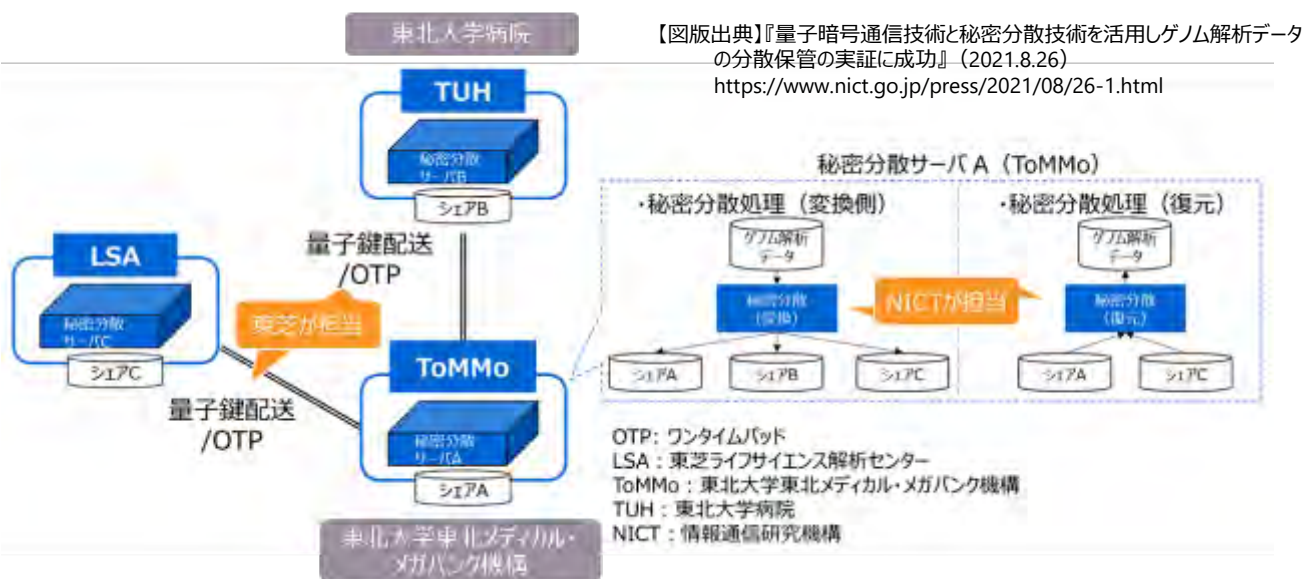 東北大学病院
【図版出典】『量子暗号通信技術と秘密分散技術を活用しゲノム解析データ
の分散保管の実証に成功』（2021.8.26）
https://www.nict.go.jp/press/2021/08/26-1.html
TUH
秘密分散
サーバB
シェアB
LSA
秘密分散
サーバC
シェアC
量子鍵配送
/OTP
東芝が担当
量子鍵配送
/OTP
ToMMo
秘密分散
サーバA
シェアA
東北大学東北メディカル・
メガバンク機構
秘密分散サーバ A（ToMMo）
・秘密分散処理（変換側）
ゲノム解析
データ
秘密分散
(変換)
シェアA
シェアB
シェアC
NICTが担当
・秘密分散処理（復元）
ゲノム解析
データ
秘密分散
(復元)
シェアA
シェアC
OTP: ワンタイムパッド
LSA：東芝ライフサイエンス解析センター
ToMMo：東北大学東北メディカル・メガバンク機構
TUH：東北大学病院
NICT：情報通信研究機構